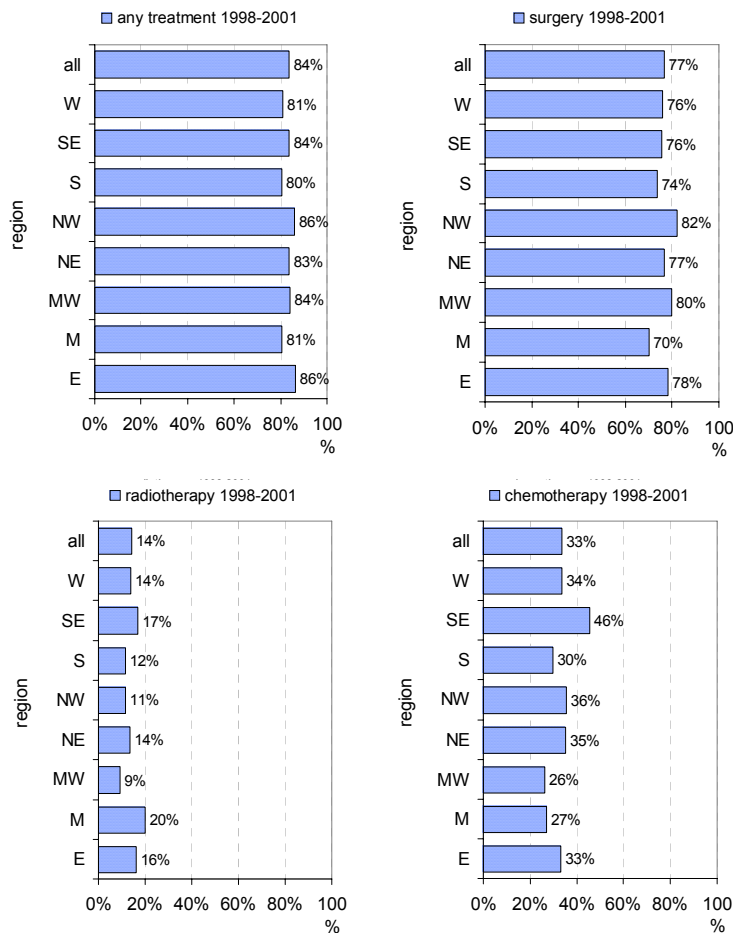 any treatment 1998-2001
all 84%
W 81%
SE 84%
S 80%
region
NW 86%
NE 83%
MW 84%
M 81%
E 86%
0% 20% 40% 60% 80% 100
%
surgery 1998-2001
all 77%
W 76%
SE 76%
S 74%
region
NW 82%
NE 77%
MW 80%
M 70%
E 78%
0% 20% 40% 60% 80% 100
%
radiotherapy 1998-2001
all 14%
W 14%
SE 17%
S 12%
region
NW 11%
NE 14%
MW 9%
M 20%
E 16%
0% 20% 40% 60% 80% 100
%
chemotherapy 1998-2001
all 33%
W 34%
SE 46%
S 30%
region
NW 36%
NE 35%
MW 26%
M 27%
E 33%
0% 20% 40% 60% 80% 100
%